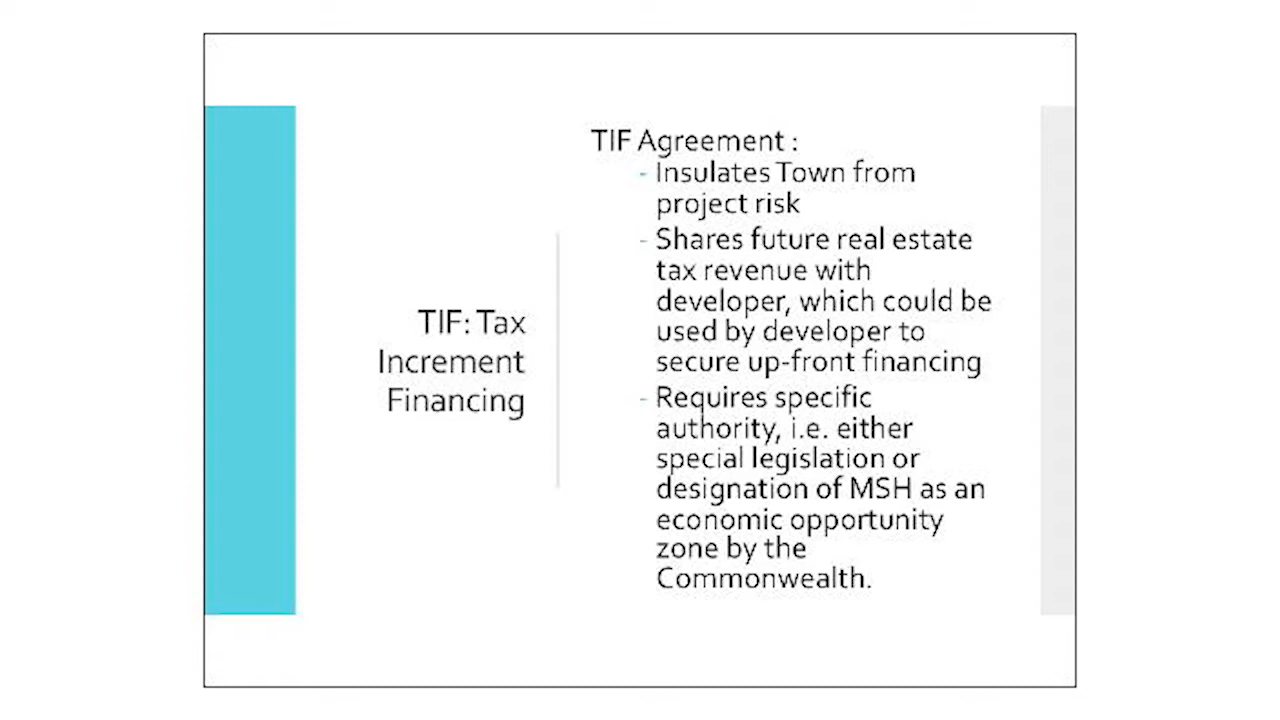 TIF: Tax
Increment
Financing
TIF Agreement :
- Insulates Town from
project risk
- Shares future real estate
tax revenue with
developer, which could be
used by developer to
secure up-front financing
- Requires specific
authority, i.e. either
special legislation or
designation of MSH as an
economic opportunity
zone by the
Commonwealth.